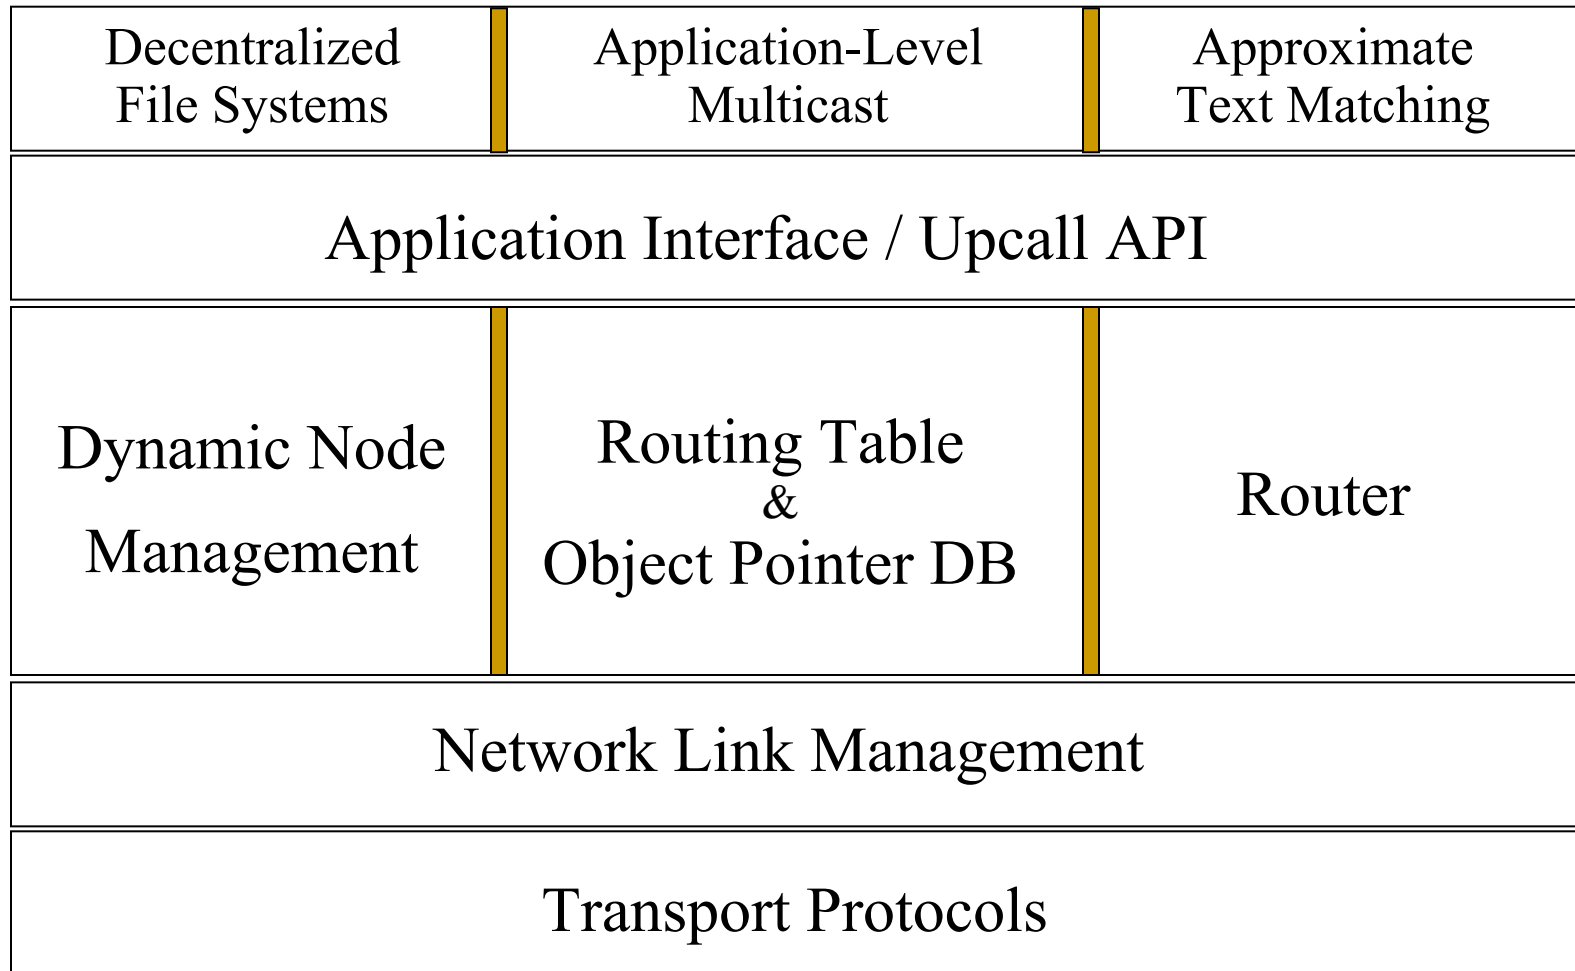 Decentralized
File Systems
Application-Level
Multicast
Approximate
Text Matching
Application Interface / Upcall API
Dynamic Node
Management
Routing Table
&
Object Pointer DB
Router
Network Link Management
Transport Protocols